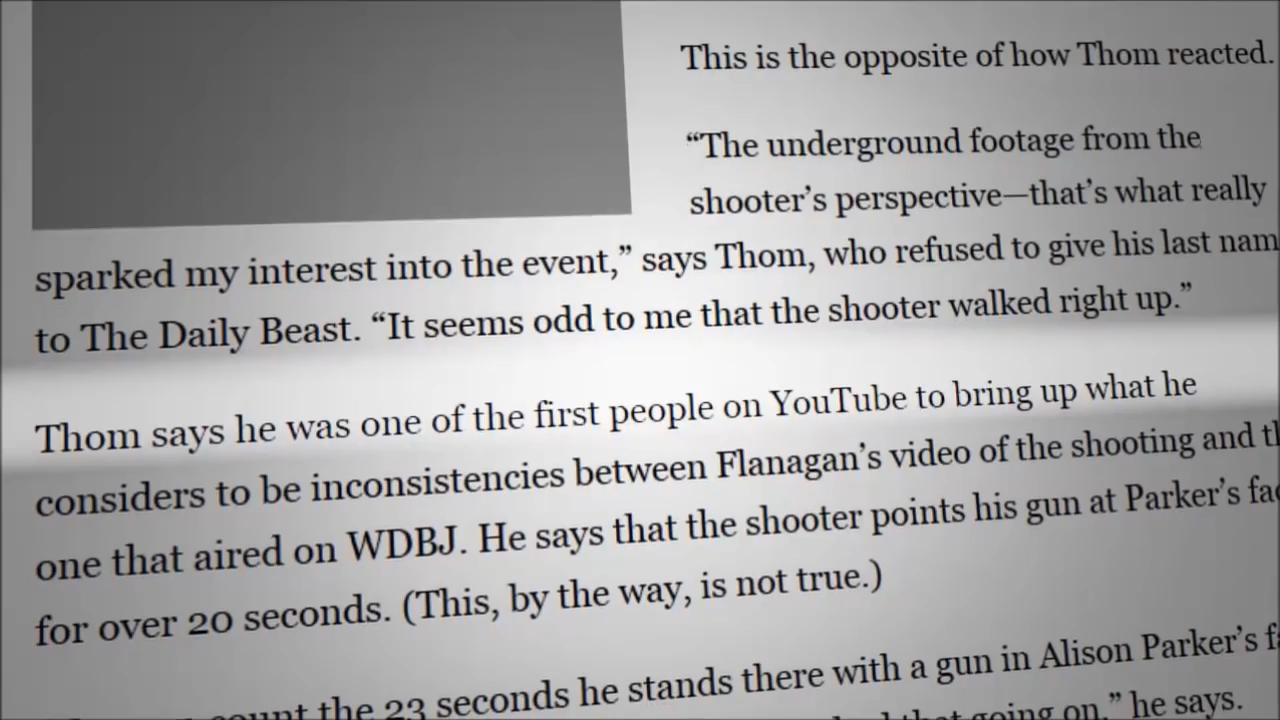 This is the opposite of how Thom reacted.
“The underground footage from the
shooter’s perspective—that’s what really
sparked my interest into the event,” says Thom, who refused to give his last nam
to The Daily Beast. “It seems odd to me that the shooter walked right up.”
Thom says he was one of the first people on YouTube to bring up what he
considers to be inconsistencies between Flanagan’s video of the shooting and th
one that aired on WDBJ. He says that the shooter points his gun at Parker’s fac
for over 20 seconds. (This, by the way, is not true.)
count the 23 seconds he stands there with a gun in Alison Parker’s fa
that going on,” he says.